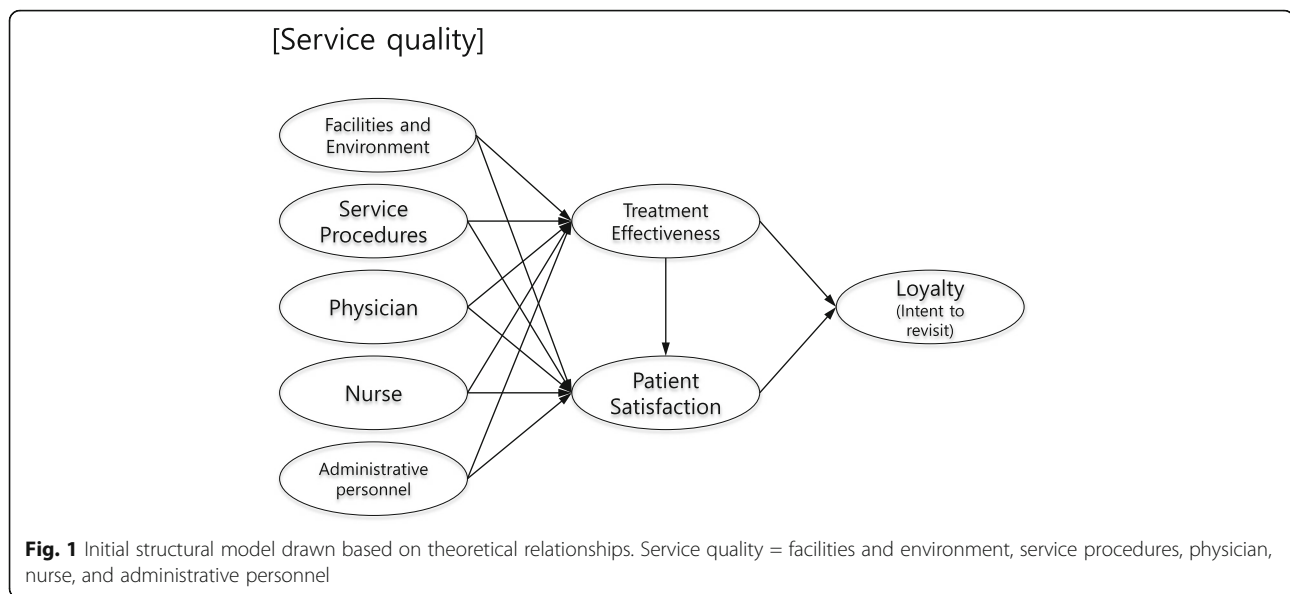 [Service quality]
Facilities and
Environment
Service
Procedures
Physician
Nurse
Administrative
personnel
Treatment
Effectiveness
Patient
Satisfaction
Loyalty
(Intent to
revisit)
Fig. 1 Initial structural model drawn based on theoretical relationships. Service quality = facilities and environment, service procedures, physician,
nurse, and administrative personnel